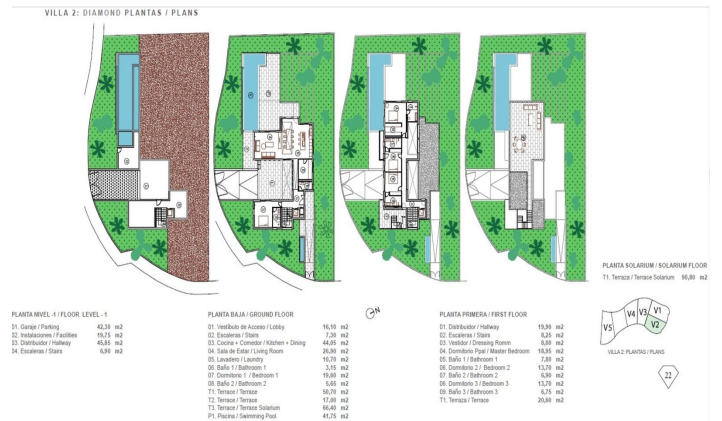 VILLA 2: DIAMOND PLANTAS / PLANS
PLANTA SOLARIUM / SOLARIUM FLOOR
T1. Terraza / Terrace Solarium 90,80 m2
PLANTA NIVEL -1 / FLOOR LEVEL - 1
01. Garaje / Parking 42,30 m2
02. Instalaciones / Facilities 19,75 m2
03. Distribuidor / Hallway 45,85 m2
04. Escaleras / Stairs 6,90 m2
PLANTA BAJA / GROUND FLOOR
01. Vestíbulo de Acceso / Lobby 16,10 m2
02. Escaleras / Stairs 7,30 m2
03. Cocina + Comedor / Kitchen + Dining 44,05 m2
04. Sala de Estar / Living Room 26,90 m2
05. Lavadero / Laundry 10,70 m2
06. Baño 1 / Bathroom 1 3,15 m2
07. Dormitorio 1 / Bedroom 1 19,60 m2
08. Baño 2 / Bathroom 2 5,65 m2
T1. Terrace / Terrace 50,70 m2
T2. Terrace / Terrace 17,00 m2
T3. Terrace / Terrace Solarium 66,40 m2
P1. Piscina / Swimming Pool 41,75 m2
N
PLANTA PRIMERA / FIRST FLOOR
01. Distribuidor / Hallway 19,90 m2
02. Escaleras / Stairs 8,25 m2
03. Vestidor / Dressing Romm 8,00 m2
04. Dormitorio Ppal / Master Bedroom 18,95 m2
05. Baño 1 / Bathroom 1 7,80 m2
06. Dormitorio 2 / Bedroom 2 13,70 m2
07. Baño 2 / Bathroom 2 6,90 m2
08. Dormitorio 3 / Bedroom 3 13,70 m2
09. Baño 3 / Bathroom 3 6,75 m2
T1. Terraza / Terrace 20,60 m2
V5
V4
V3
V1
V2
VILLA 2: PLANTAS / PLANS
22